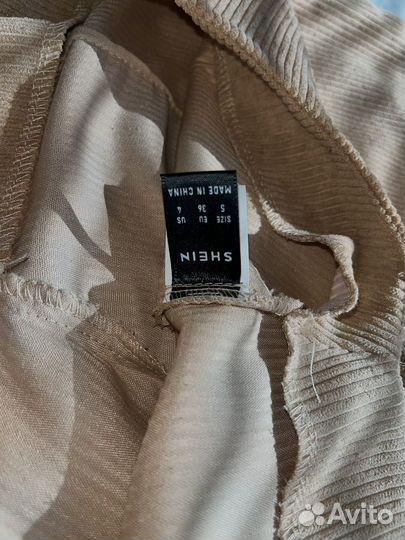 SHEIN
SIZE EU US
S 36 4
MADE IN CHINA
Avito